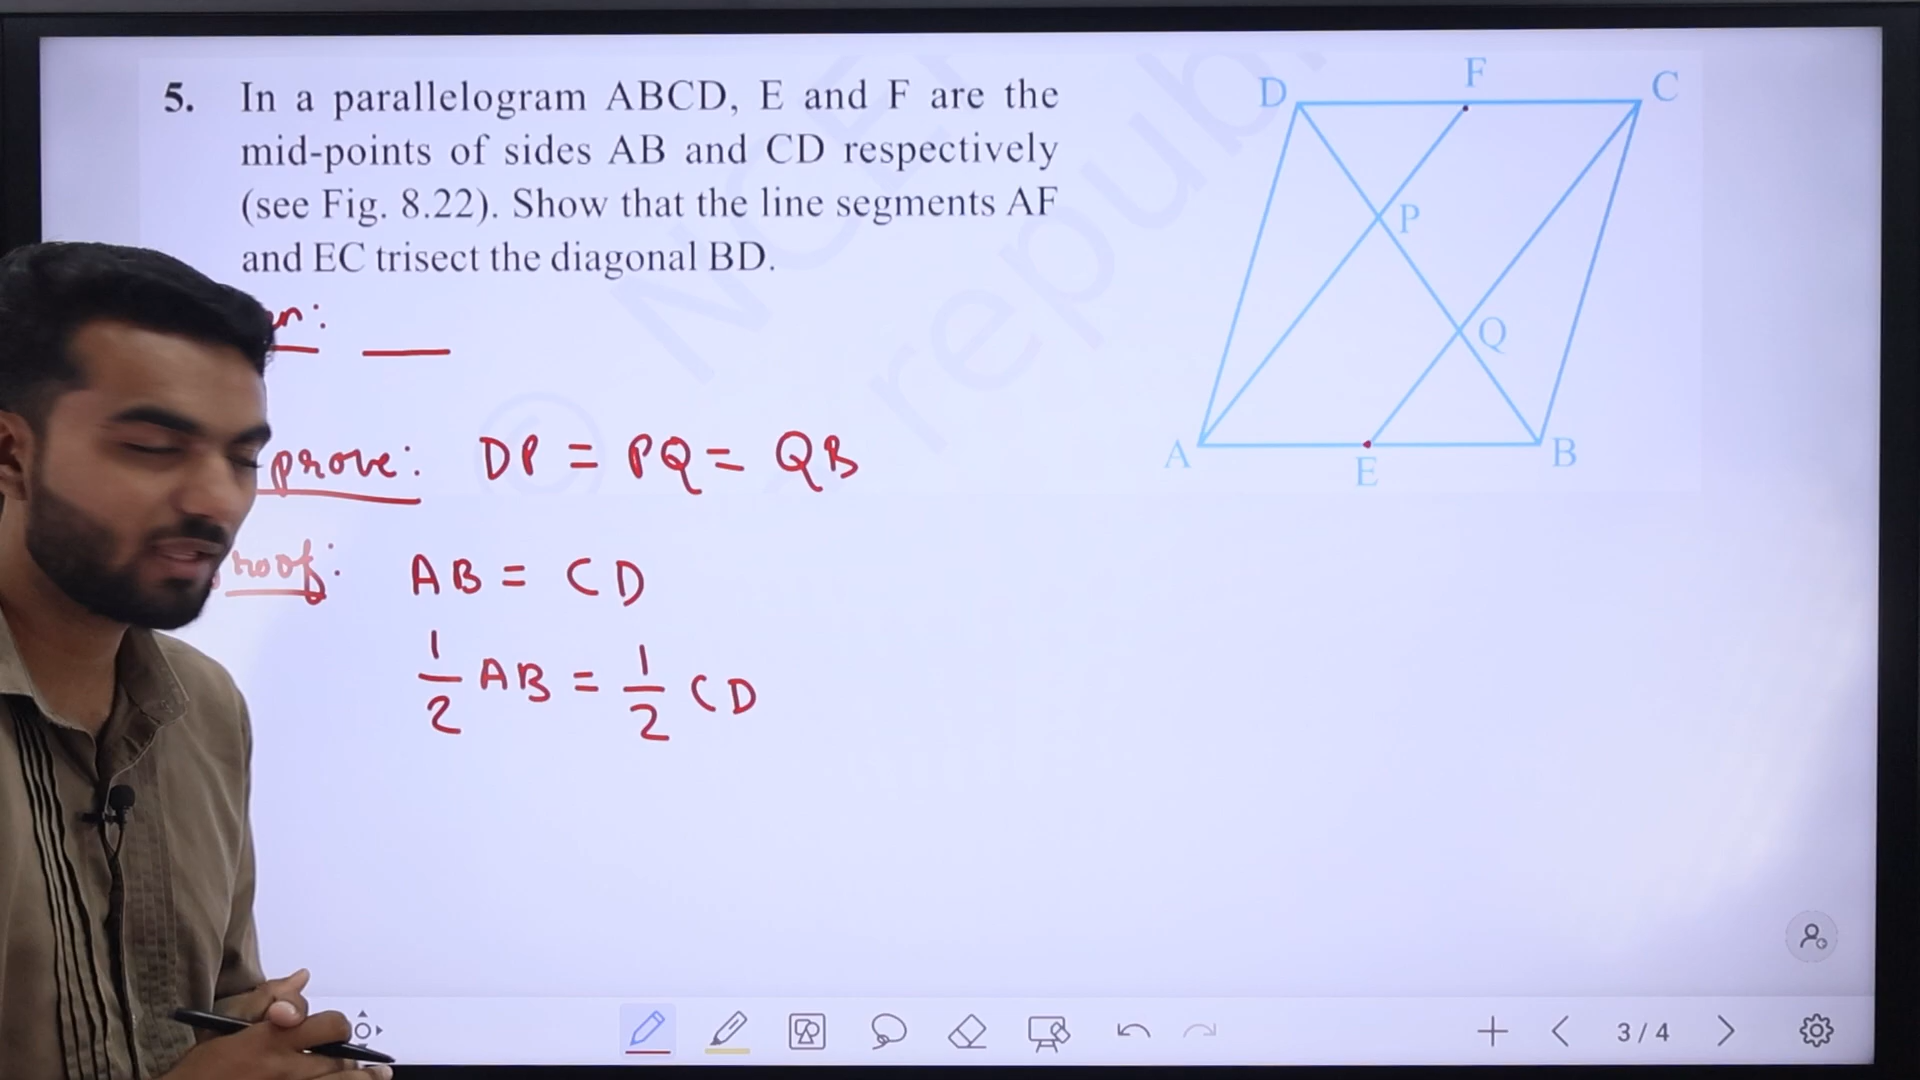 5. In a parallelogram ABCD, E and F are the
mid-points of sides AB and CD respectively
(see Fig. 8.22). Show that the line segments AF
and EC trisect the diagonal BD.
D F C
P
Q
A E B
prove: DP = PQ = QB
AB = CD
1/2 AB = 1/2 CD
© NCE
repub
3 / 4